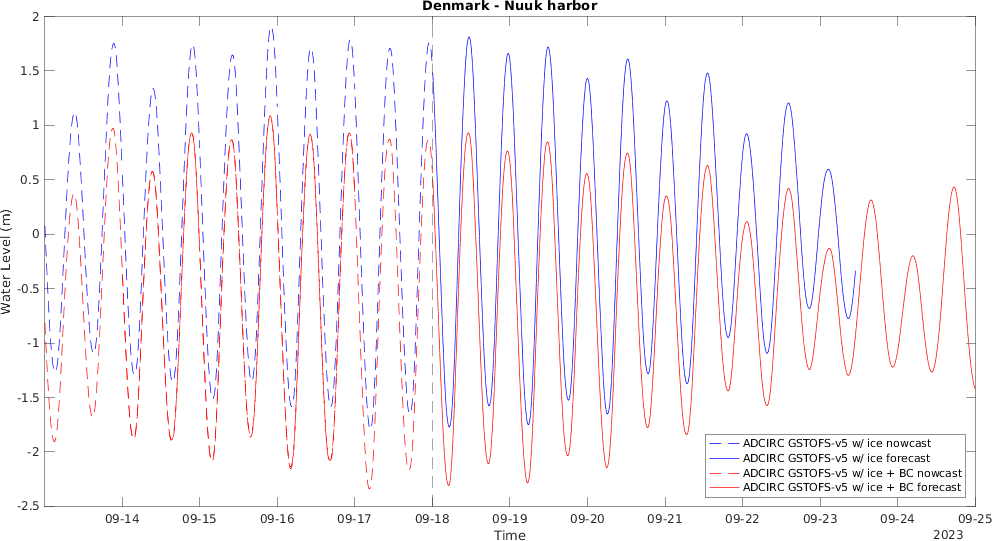 Denmark - Nuuk harbor
2
1.5
1
0.5
0
-0.5
-1
-1.5
-2
-2.5
Water Level (m)
ADCIRC GSTOFS-v5 w/ ice nowcast
ADCIRC GSTOFS-v5 w/ ice forecast
ADCIRC GSTOFS-v5 w/ ice + BC nowcast
ADCIRC GSTOFS-v5 w/ ice + BC forecast
09-14 09-15 09-16 09-17 09-18 09-19 09-20 09-21 09-22 09-23 09-24 09-25
Time
2023